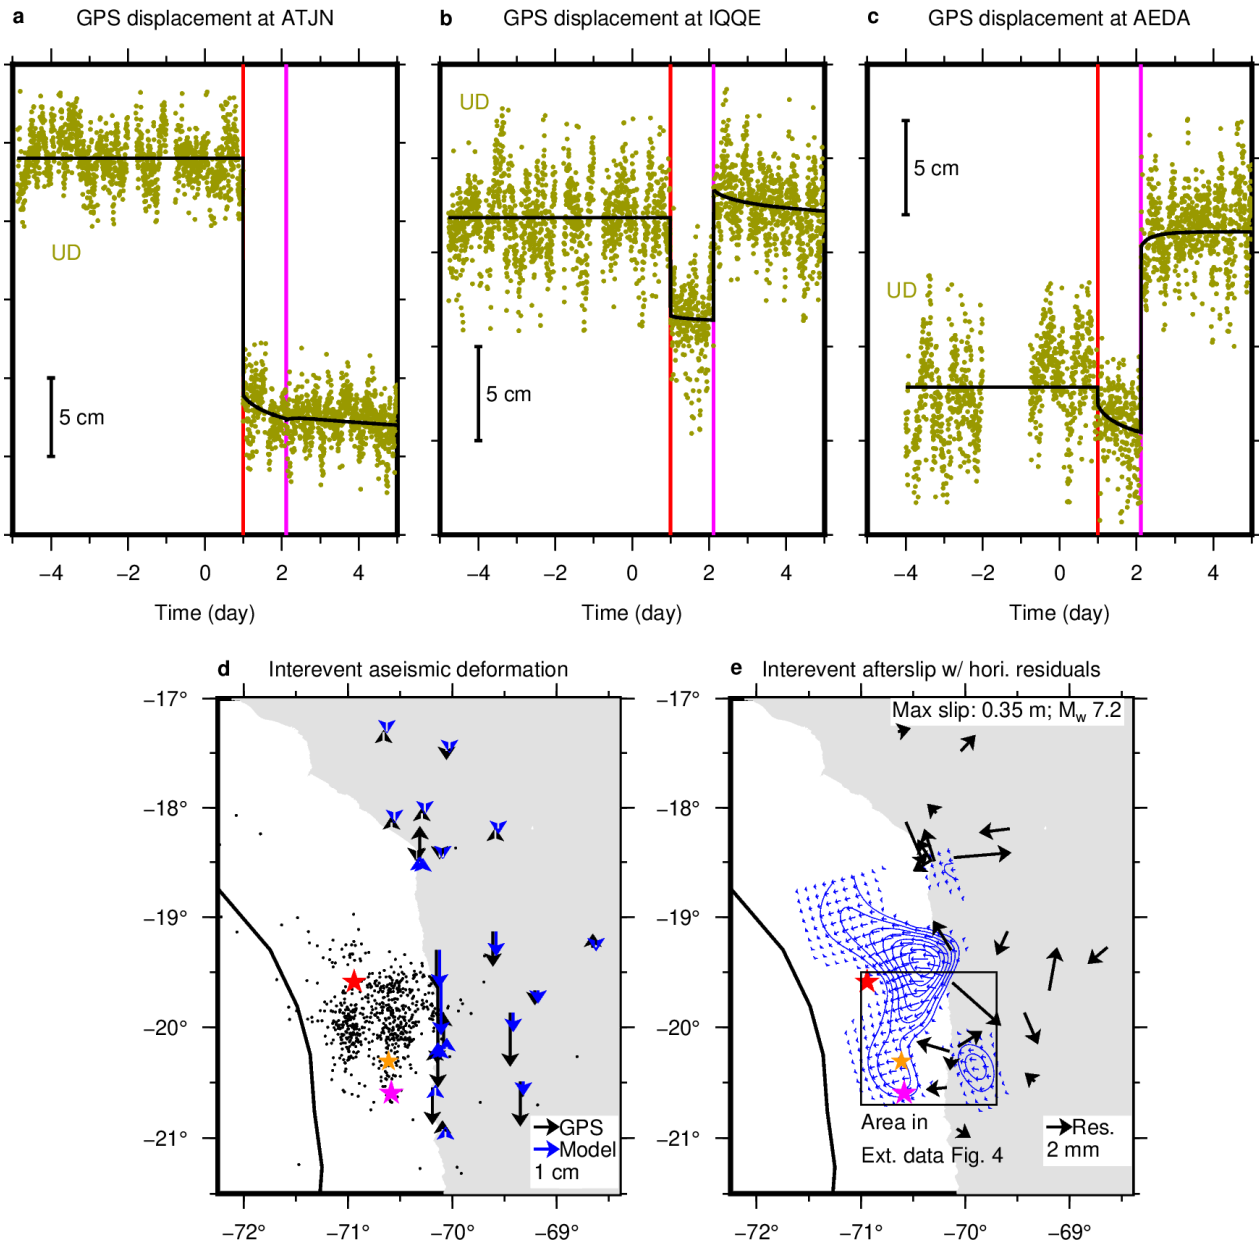 a GPS displacement at ATJN
b GPS displacement at IQQE
c GPS displacement at AEDA
UD
5 cm
UD
5 cm
5 cm
UD
−4 −2 0 2 4
−4 −2 0 2 4
−4 −2 0 2 4
Time (day)
Time (day)
Time (day)
d Interevent aseismic deformation
−17°
−18°
−19°
−20°
−21°
GPS
Model
1 cm
−72° −71° −70° −69°
e Interevent afterslip w/ hori. residuals
Max slip: 0.35 m; Mw 7.2
−17°
−18°
−19°
−20°
−21°
Area in
Ext. data Fig. 4
Res.
2 mm
−72° −71° −70° −69°